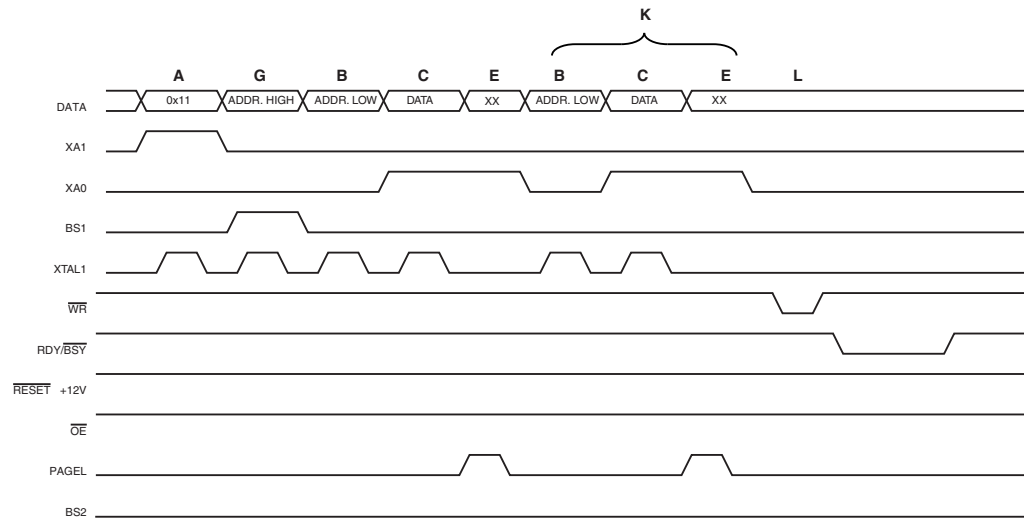 K
A G B C E B C E L
DATA 0x11 ADDR. HIGH ADDR. LOW DATA XX ADDR. LOW DATA XX
XA1
XA0
BS1
XTAL1
WR
RDY/BSY
RESET +12V
OE
PAGEL
BS2